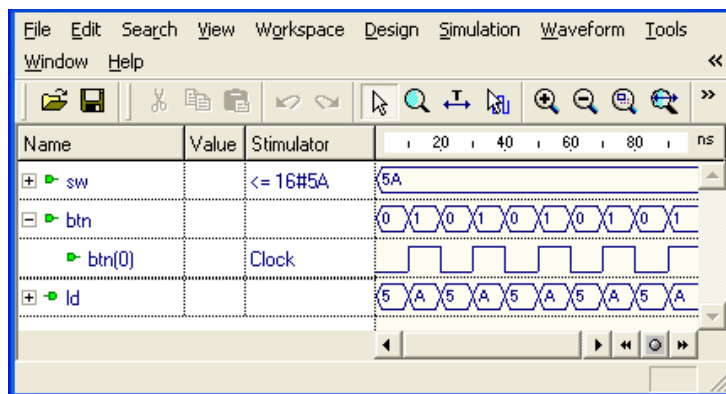 File Edit Search View Workspace Design Simulation Waveform Tools
Window Help «
»
Name Value Stimulator 20 40 60 80 ns
sw <= 16#5A 5A
btn 0 1 0 1 0 1 0 1 0 1
btn(0) Clock
ld 5 A 5 A 5 A 5 A 5 A